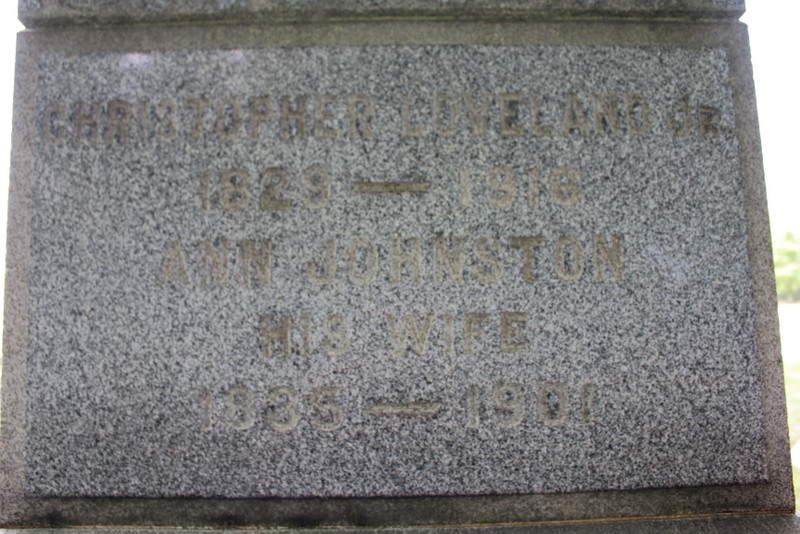 CHRISTOPHER LOVELAND JR.
1829 — 1916
ANN JOHNSTON
HIS WIFE
1835 — 1901